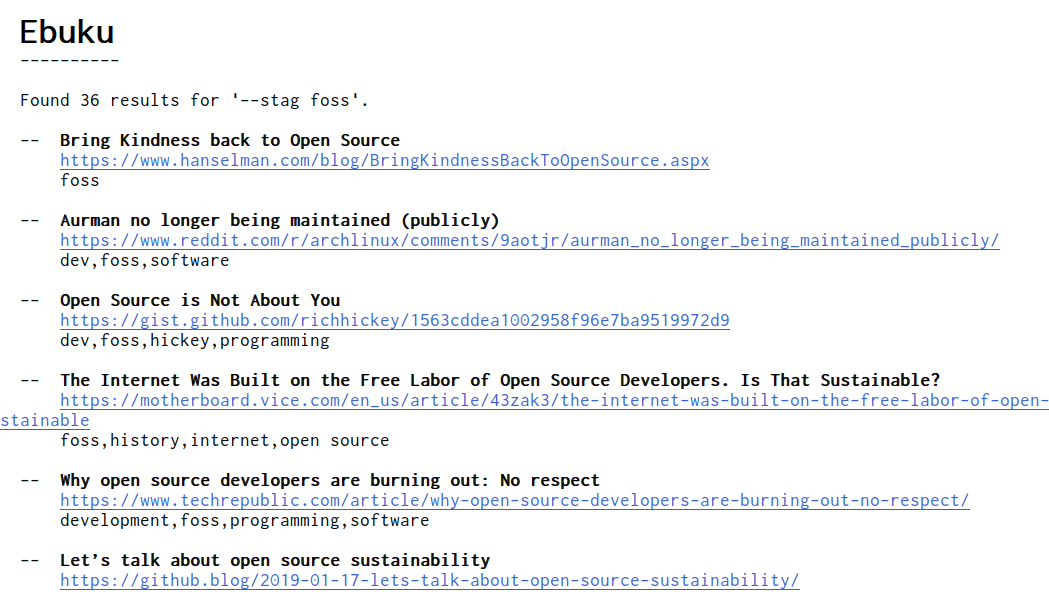 Ebuku
----------
Found 36 results for '--stag foss'.
-- Bring Kindness back to Open Source
https://www.hanselman.com/blog/BringKindnessBackToOpenSource.aspx
foss
-- Aurman no longer being maintained (publicly)
https://www.reddit.com/r/archlinux/comments/9aotjr/aurman_no_longer_being_maintained_publicly/
dev,foss,software
-- Open Source is Not About You
https://gist.github.com/richhickey/1563cddea1002958f96e7ba9519972d9
dev,foss,hickey,programming
-- The Internet Was Built on the Free Labor of Open Source Developers. Is That Sustainable?
https://motherboard.vice.com/en_us/article/43zak3/the-internet-was-built-on-the-free-labor-of-open-
stainable
foss,history,internet,open source
-- Why open source developers are burning out: No respect
https://www.techrepublic.com/article/why-open-source-developers-are-burning-out-no-respect/
development,foss,programming,software
-- Let’s talk about open source sustainability
https://github.blog/2019-01-17-lets-talk-about-open-source-sustainability/